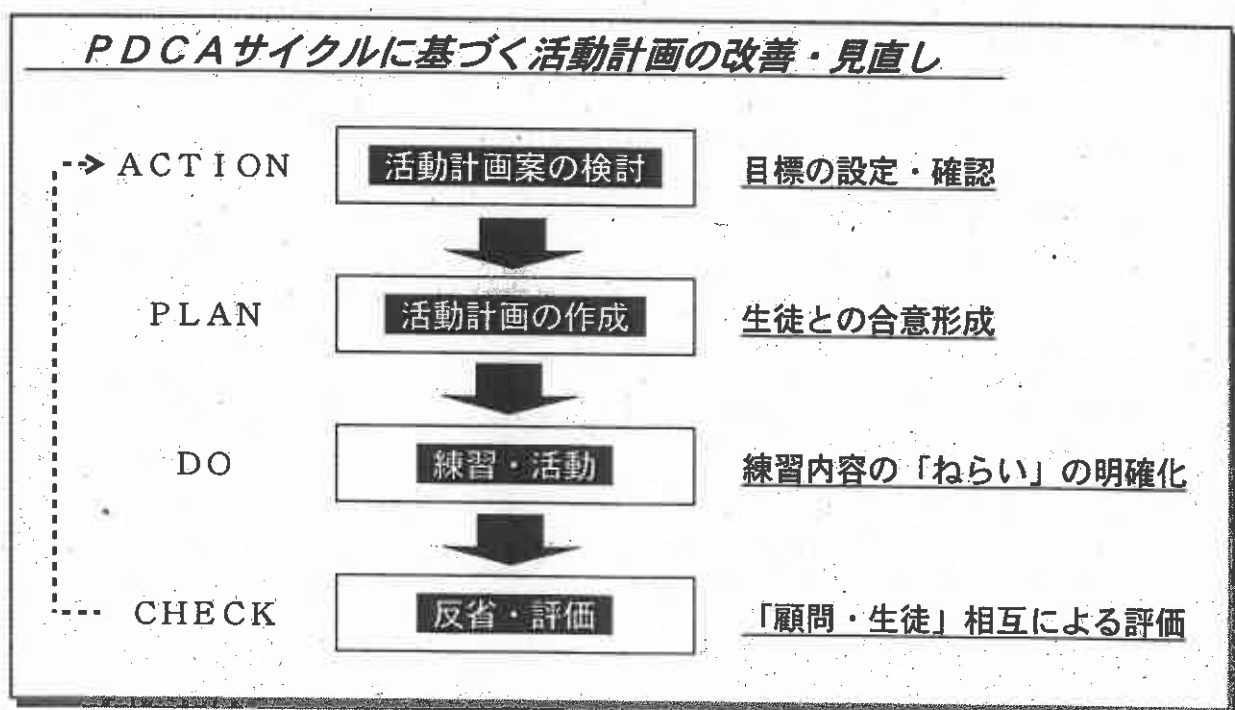 PDCAサイクルに基づく活動計画の改善・見直し
ACTION 活動計画案の検討 目標の設定・確認
PLAN 活動計画の作成 生徒との合意形成
DO 練習・活動 練習内容の「ねらい」の明確化
CHECK 反省・評価 「顧問・生徒」相互による評価